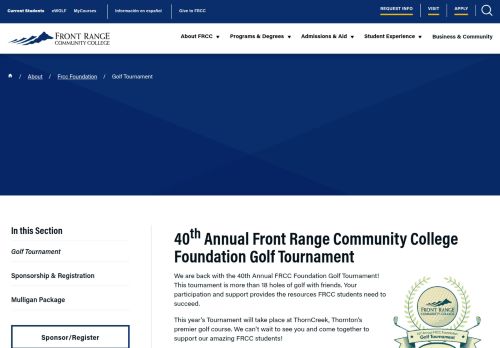 Current Students eWOLF MyCourses Información en español Give to FRCC REQUEST INFO VISIT APPLY
FRONT RANGE
COMMUNITY COLLEGE
About FRCC Programs & Degrees Admissions & Aid Student Experience Business & Community
/ About / Frcc Foundation / Golf Tournament
In this Section
Golf Tournament
Sponsorship & Registration
Mulligan Package
Sponsor/Register
40th Annual Front Range Community College
Foundation Golf Tournament
We are back with the 40th Annual FRCC Foundation Golf Tournament!
This tournament is more than 18 holes of golf with friends. Your
participation and support provides the resources FRCC students need to
succeed.
This year's Tournament will take place at ThornCreek, Thornton's
premier golf course. We can't wait to see you and come together to
support our amazing FRCC students!
FRONT RANGE
COMMUNITY COLLEGE
40th Annual FRCC Foundation
Golf Tournament